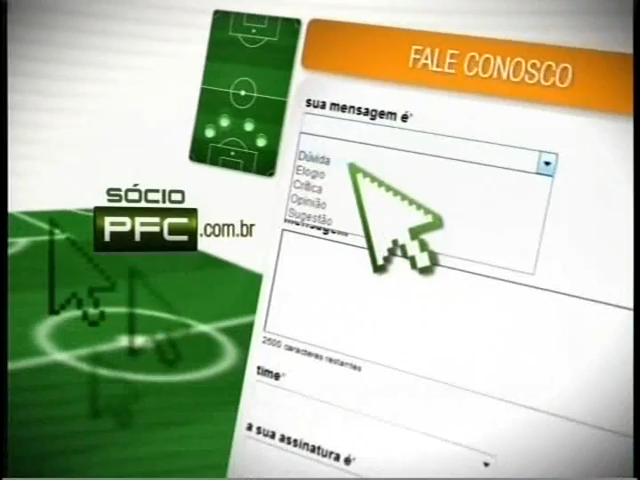 FALE CONOSCO
sua mensagem é*
Dúvida
Elogio
Crítica
Opinião
Sugestão
mensagem
SÓCIO
PFC.com.br
2500 caracteres restantes
time*
a sua assinatura é*